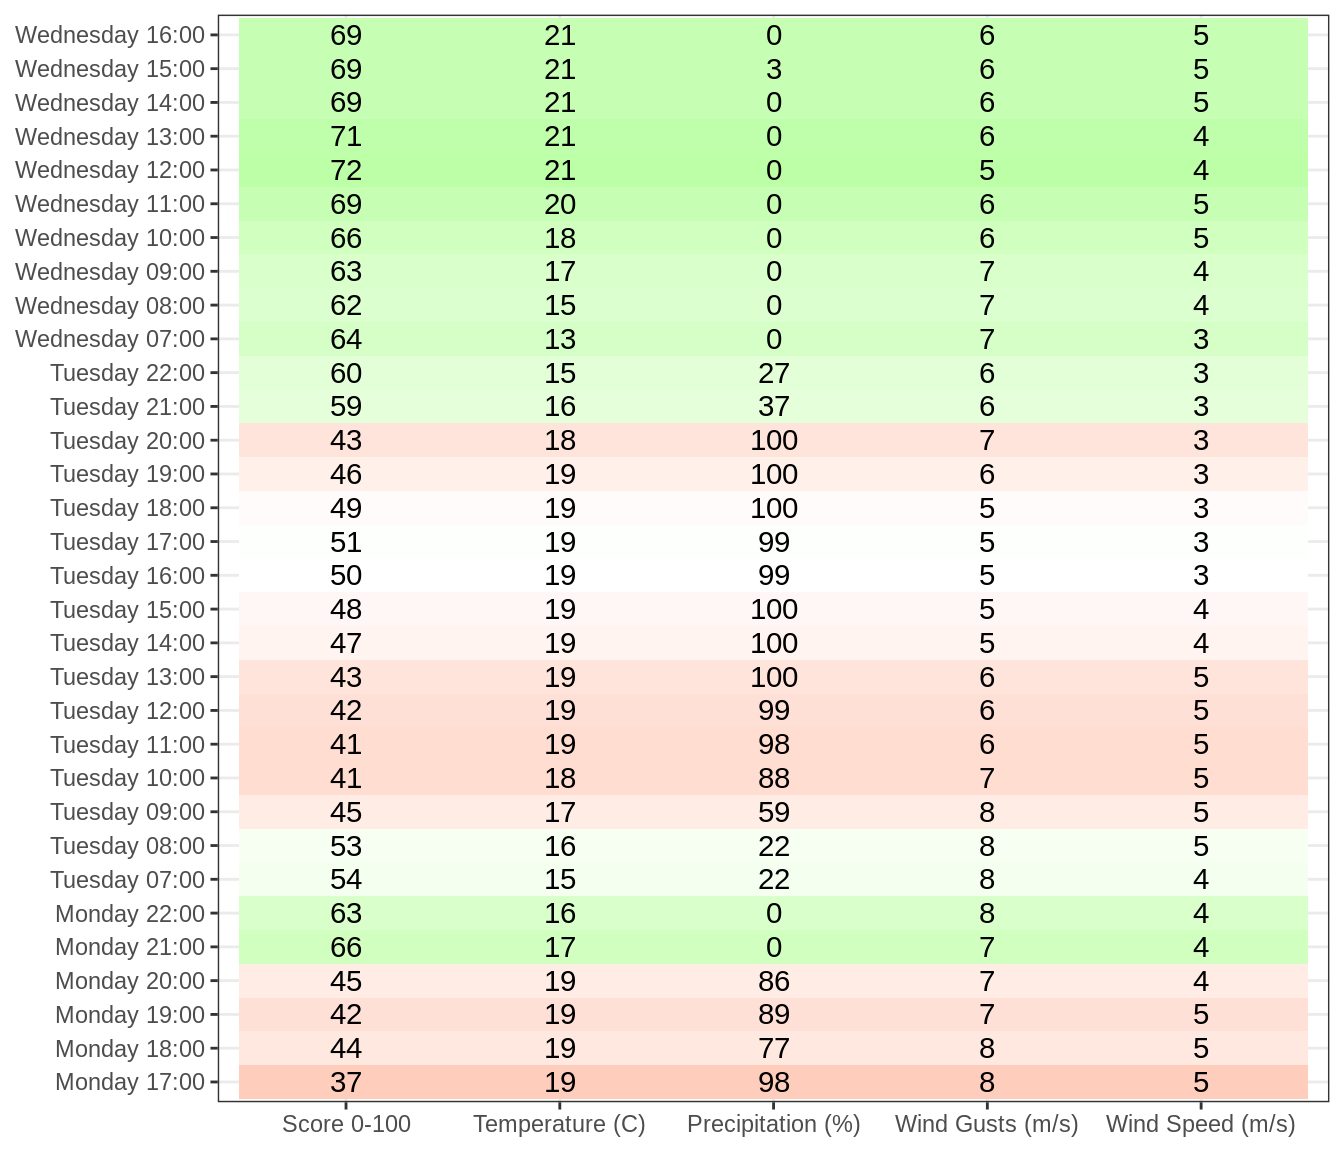 Wednesday 16:00 69 21 0 6 5
Wednesday 15:00 69 21 3 6 5
Wednesday 14:00 69 21 0 6 5
Wednesday 13:00 71 21 0 6 4
Wednesday 12:00 72 21 0 5 4
Wednesday 11:00 69 20 0 6 5
Wednesday 10:00 66 18 0 6 5
Wednesday 09:00 63 17 0 7 4
Wednesday 08:00 62 15 0 7 4
Wednesday 07:00 64 13 0 7 3
Tuesday 22:00 60 15 27 6 3
Tuesday 21:00 59 16 37 6 3
Tuesday 20:00 43 18 100 7 3
Tuesday 19:00 46 19 100 6 3
Tuesday 18:00 49 19 100 5 3
Tuesday 17:00 51 19 99 5 3
Tuesday 16:00 50 19 99 5 3
Tuesday 15:00 48 19 100 5 4
Tuesday 14:00 47 19 100 5 4
Tuesday 13:00 43 19 100 6 5
Tuesday 12:00 42 19 99 6 5
Tuesday 11:00 41 19 98 6 5
Tuesday 10:00 41 18 88 7 5
Tuesday 09:00 45 17 59 8 5
Tuesday 08:00 53 16 22 8 5
Tuesday 07:00 54 15 22 8 4
Monday 22:00 63 16 0 8 4
Monday 21:00 66 17 0 7 4
Monday 20:00 45 19 86 7 4
Monday 19:00 42 19 89 7 5
Monday 18:00 44 19 77 8 5
Monday 17:00 37 19 98 8 5
Score 0-100 Temperature (C) Precipitation (%) Wind Gusts (m/s) Wind Speed (m/s)